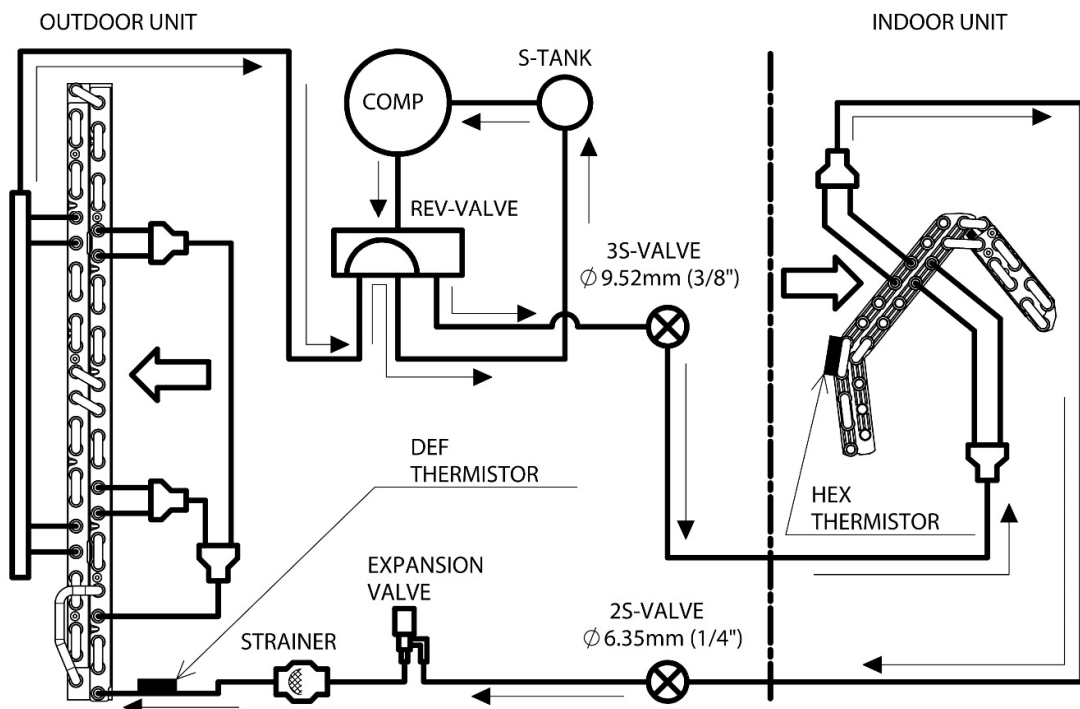 OUTDOOR UNIT
INDOOR UNIT
S-TANK
COMP
REV-VALVE
3S-VALVE
∅ 9.52mm (3/8")
DEF
THERMISTOR
HEX
THERMISTOR
EXPANSION
VALVE
2S-VALVE
∅ 6.35mm (1/4")
STRAINER